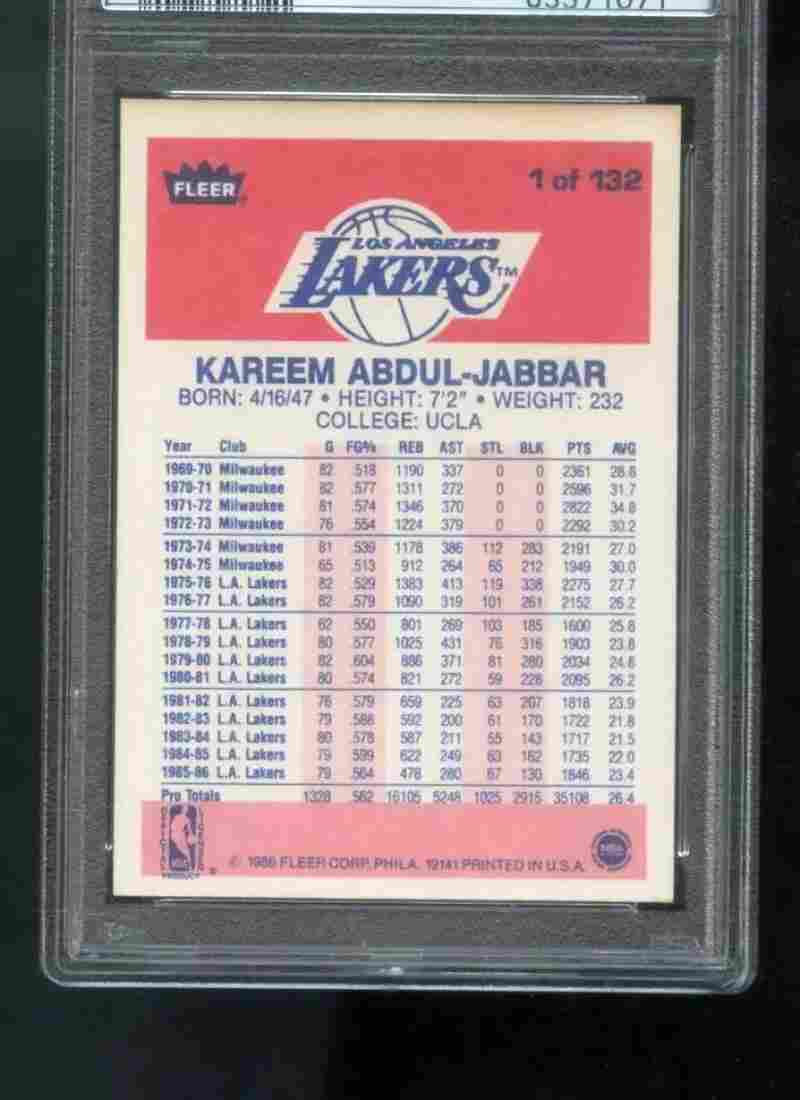 FLEER
1 of 132
LOS ANGELES
LAKERS TM
KAREEM ABDUL-JABBAR
BORN: 4/16/47 • HEIGHT: 7'2" • WEIGHT: 232
COLLEGE: UCLA
Year Club G FG% REB AST STL BLK PTS AVG
1969-70 Milwaukee 82 .518 1190 337 0 0 2361 28.8
1970-71 Milwaukee 82 .577 1311 272 0 0 2596 31.7
1971-72 Milwaukee 81 .574 1346 370 0 0 2822 34.8
1972-73 Milwaukee 76 .554 1224 379 0 0 2292 30.2
1973-74 Milwaukee 81 .539 1178 386 112 283 2191 27.0
1974-75 Milwaukee 65 .513 912 264 65 212 1949 30.0
1975-76 L.A. Lakers 82 .529 1383 413 119 338 2275 27.7
1976-77 L.A. Lakers 82 .579 1090 319 101 261 2152 26.2
1977-78 L.A. Lakers 62 .550 801 269 103 185 1600 25.8
1978-79 L.A. Lakers 80 .577 1025 431 76 316 1903 23.8
1979-80 L.A. Lakers 82 .604 886 371 81 280 2034 24.8
1980-81 L.A. Lakers 80 .574 821 272 59 228 2095 26.2
1981-82 L.A. Lakers 76 .579 659 225 63 207 1818 23.9
1982-83 L.A. Lakers 79 .588 592 200 61 170 1722 21.8
1983-84 L.A. Lakers 80 .578 587 211 55 143 1717 21.5
1984-85 L.A. Lakers 79 .599 622 249 63 162 1735 22.0
1985-86 L.A. Lakers 79 .564 478 280 67 130 1846 23.4
Pro Totals 1328 .562 16105 5248 1025 2915 35108 26.4
© 1986 FLEER CORP. PHILA. 19141 PRINTED IN U.S.A.